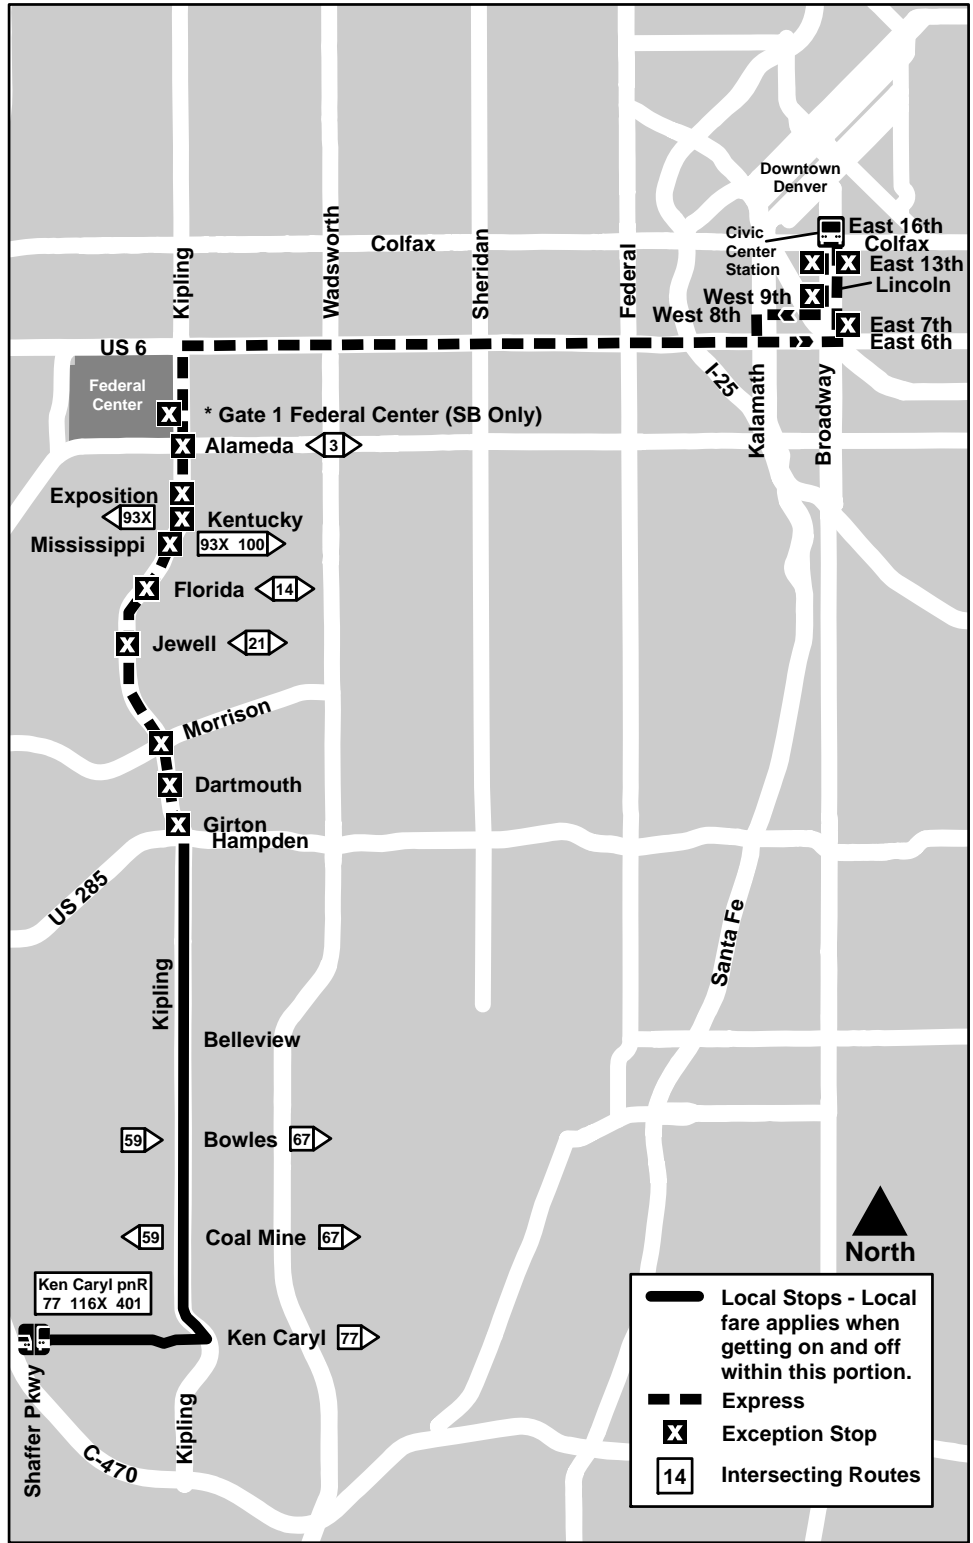 Downtown
Denver
East 16th
Colfax
Civic
Center
Station
East 13th
Lincoln
West 9th
West 8th
East 7th
East 6th
Colfax
Kipling
Wadsworth
Sheridan
Federal
US 6
I-25
Kalamath
Broadway
Federal
Center
* Gate 1 Federal Center (SB Only)
Alameda 3
Exposition
93X
Kentucky
Mississippi 93X 100
Florida 14
Jewell 21
Morrison
Dartmouth
Girton
Hampden
US 285
Santa Fe
Kipling
Belleview
59 Bowles 67
59 Coal Mine 67
Ken Caryl pnR
77 116X 401
Ken Caryl 77
Shaffer Pkwy
Kipling
C-470
North
Local Stops - Local
fare applies when
getting on and off
within this portion.
Express
X Exception Stop
14 Intersecting Routes